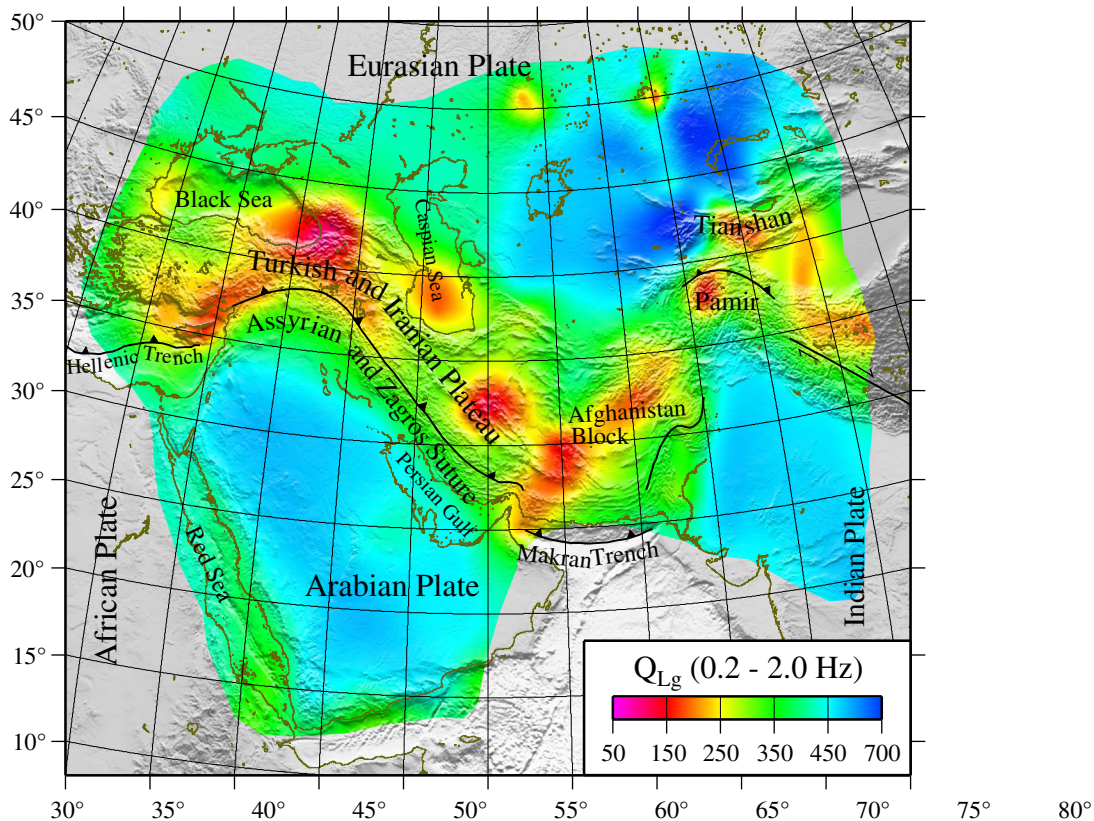 50°
45°
40°
35°
30°
25°
20°
15°
10°
Eurasian Plate
Black Sea
Caspian Sea
Tianshan
Turkish and Iranian Plateau
Pamir
Assyrian and Zagros Suture
Hellenic Trench
Afghanistan
Block
Persian Gulf
Makran Trench
Red Sea
Arabian Plate
African Plate
Indian Plate
Q_Lg (0.2 - 2.0 Hz)
50 150 250 350 450 700
30° 35° 40° 45° 50° 55° 60° 65° 70° 75° 80°